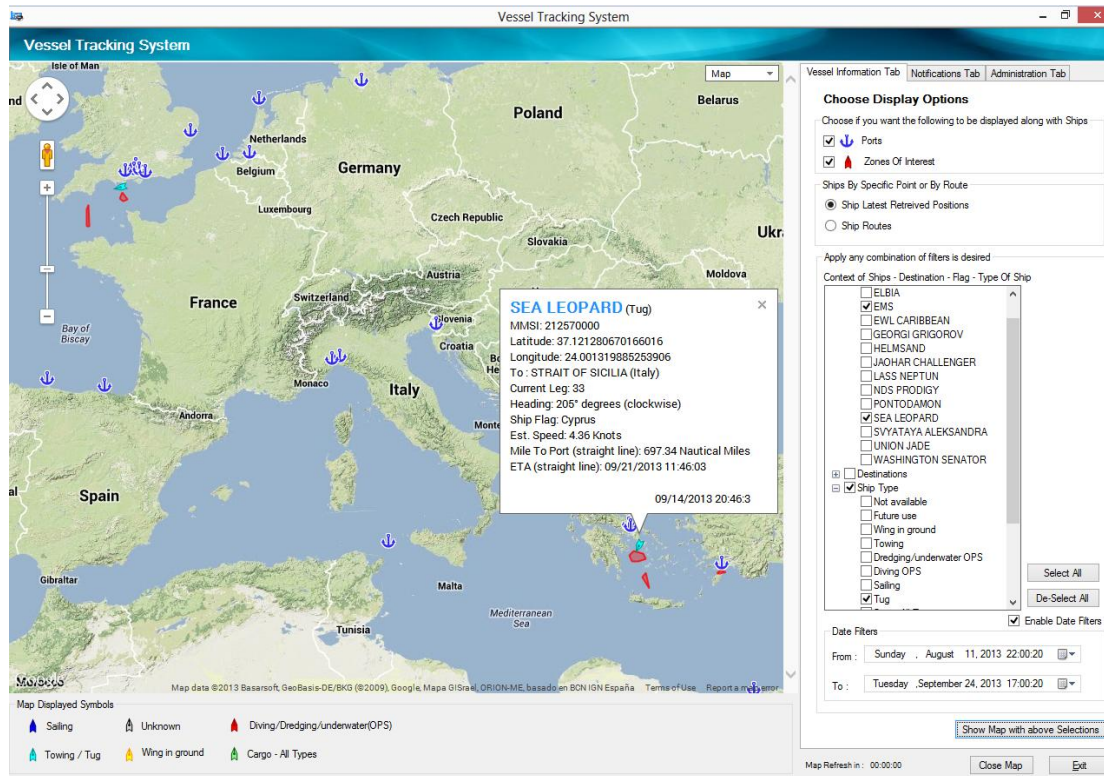 Vessel Tracking System
Vessel Tracking System
Isle of Man
Map
Poland
Belarus
Netherlands
Belgium
Germany
Luxembourg
Czech Republic
Slovakia
Ukr
Moldova
Austria
France
Switzerland
Slovenia
Croatia
Bay of
Biscay
Monaco
Italy
Andorra
Monte
Spain
Gibraltar
Malta
Mediterranean
Sea
Tunisia
Morocco
SEA LEOPARD (Tug)
MMSI: 212570000
Latitude: 37.121280670166016
Longitude: 24.001319885253906
To : STRAIT OF SICILIA (Italy)
Current Leg: 33
Heading: 205° degrees (clockwise)
Ship Flag: Cyprus
Est. Speed: 4.36 Knots
Mile To Port (straight line): 697.34 Nautical Miles
ETA (straight line): 09/21/2013 11:46:03
09/14/2013 20:46:3
Map data ©2013 Basarsoft, GeoBasis-DE/BKG (©2009), Google, Mapa GISrael, ORION-ME, basado en BCN IGN España Terms of Use Report a map error
Map Displayed Symbols
Sailing
Unknown
Diving/Dredging/underwater(OPS)
Towing / Tug
Wing in ground
Cargo - All Types
Vessel Information Tab
Notifications Tab
Administration Tab
Choose Display Options
Choose if you want the following to be displayed along with Ships
Ports
Zones Of Interest
Ships By Specific Point or By Route
Ship Latest Retreived Positions
Ship Routes
Apply any combination of filters is desired
Context of Ships - Destination - Flag - Type Of Ship
ELBIA
EMS
EWL CARIBBEAN
GEORGI GRIGOROV
HELMSAND
JAOHAR CHALLENGER
LASS NEPTUN
NDS PRODIGY
PONTODAMON
SEA LEOPARD
SVYATAYA ALEKSANDRA
UNION JADE
WASHINGTON SENATOR
Destinations
Ship Type
Not available
Future use
Wing in ground
Towing
Dredging/underwater OPS
Diving OPS
Sailing
Tug
Select All
De-Select All
Enable Date Filters
Date Filters
From : Sunday , August 11, 2013 22:00:20
To : Tuesday ,September 24, 2013 17:00:20
Show Map with above Selections
Map Refresh in : 00:00:00
Close Map
Exit